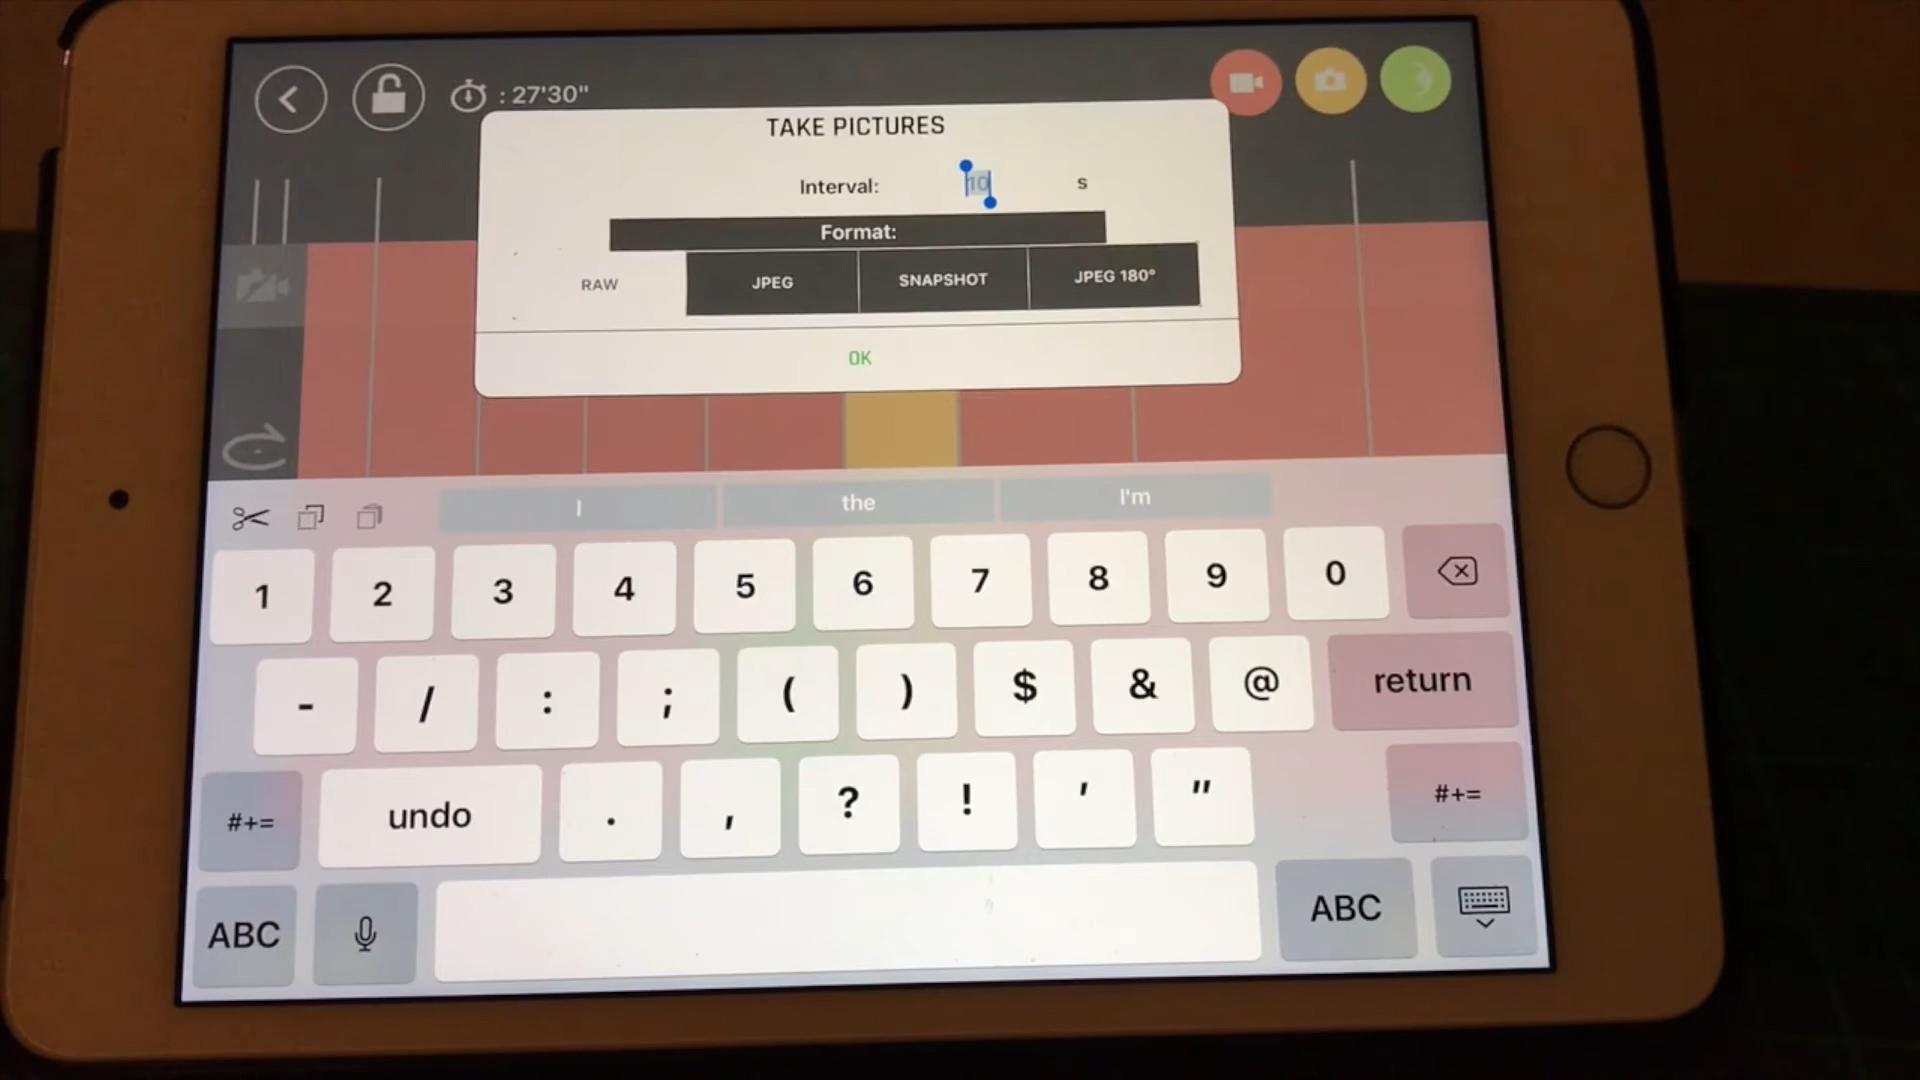 : 27'30"
TAKE PICTURES
Interval: 10 s
Format:
RAW JPEG SNAPSHOT JPEG 180°
OK
I the I'm
1 2 3 4 5 6 7 8 9 0
- / : ; ( ) $ & @ return
#+= undo . , ? ! ' " #+=
ABC ABC